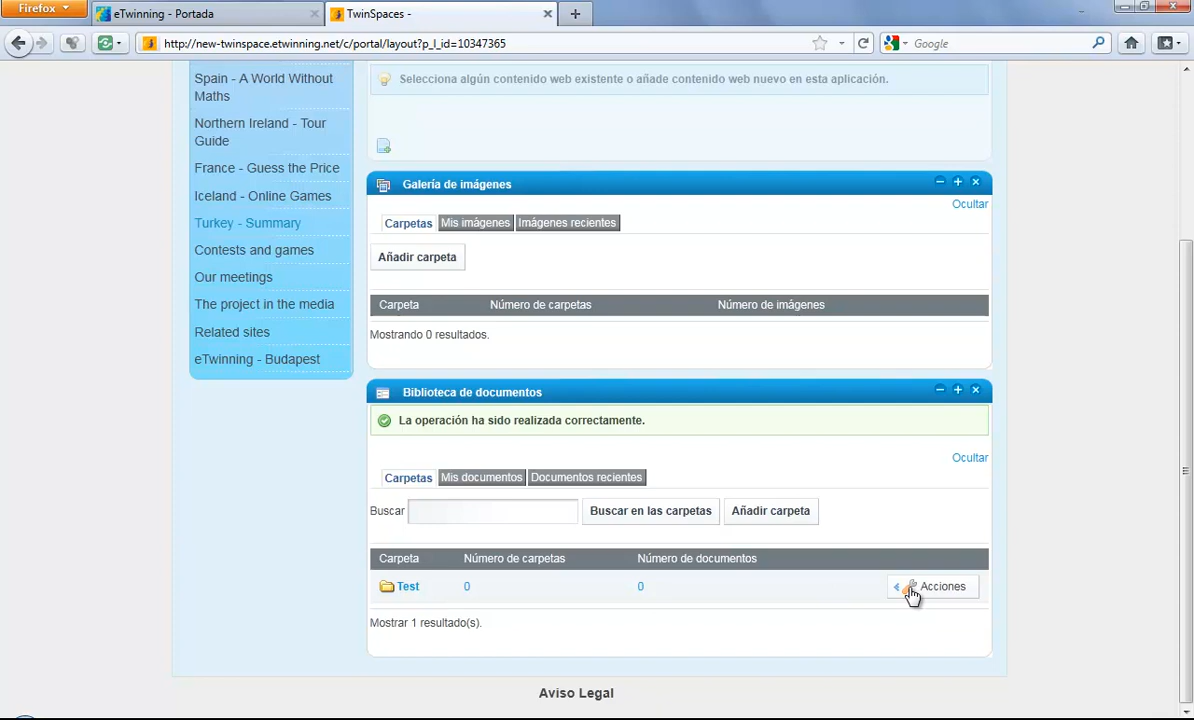 Firefox
eTwinning - Portada
TwinSpaces -
http://new-twinspace.etwinning.net/c/portal/layout?p_l_id=10347365
Google
Spain - A World Without
Maths
Northern Ireland - Tour
Guide
France - Guess the Price
Iceland - Online Games
Turkey - Summary
Contests and games
Our meetings
The project in the media
Related sites
eTwinning - Budapest
Selecciona algún contenido web existente o añade contenido web nuevo en esta aplicación.
Galería de imágenes
Ocultar
Carpetas Mis imágenes Imágenes recientes
Añadir carpeta
Carpeta Número de carpetas Número de imágenes
Mostrando 0 resultados.
Biblioteca de documentos
La operación ha sido realizada correctamente.
Ocultar
Carpetas Mis documentos Documentos recientes
Buscar Buscar en las carpetas Añadir carpeta
Carpeta Número de carpetas Número de documentos
Test 0 0 Acciones
Mostrar 1 resultado(s).
Aviso Legal